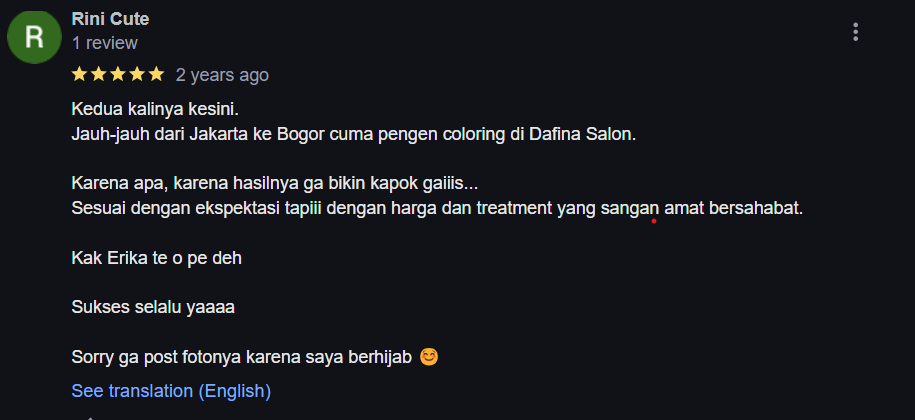 R
Rini Cute
1 review
2 years ago
Kedua kalinya kesini.
Jauh-jauh dari Jakarta ke Bogor cuma pengen coloring di Dafina Salon.
Karena apa, karena hasilnya ga bikin kapok gaiiis...
Sesuai dengan ekspektasi tapiii dengan harga dan treatment yang sangan amat bersahabat.
Kak Erika te o pe deh
Sukses selalu yaaaa
Sorry ga post fotonya karena saya berhijab 😊
See translation (English)